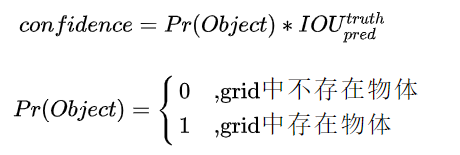 confidence = Pr(Object) * IOU^{truth}_{pred}
Pr(Object) = { 0 ,grid中不存在物体
1 ,grid中存在物体